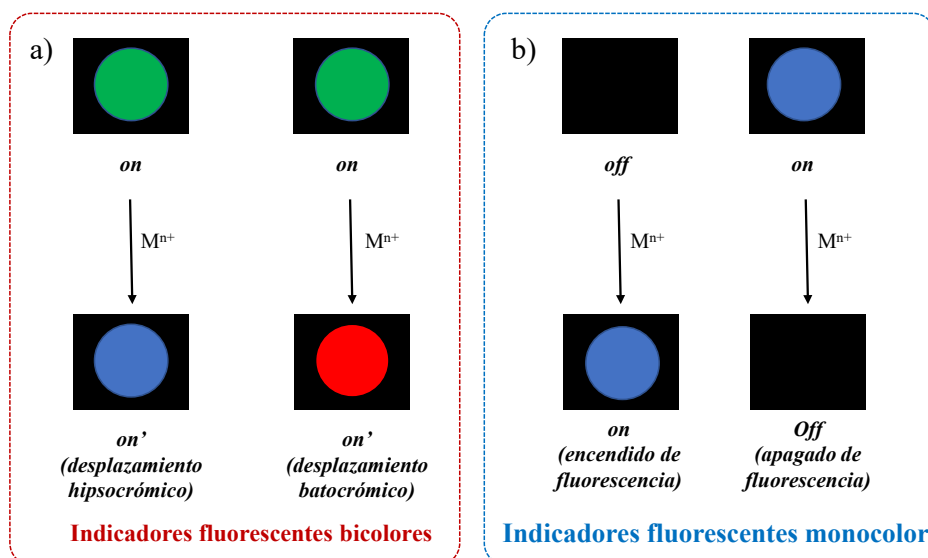 a)
on
on
Mⁿ⁺
Mⁿ⁺
on’
(desplazamiento
hipsocrómico)
on’
(desplazamiento
batocrómico)
Indicadores fluorescentes bicolores
b)
off
on
Mⁿ⁺
Mⁿ⁺
on
(encendido de
fluorescencia)
Off
(apagado de
fluorescencia)
Indicadores fluorescentes monocolor